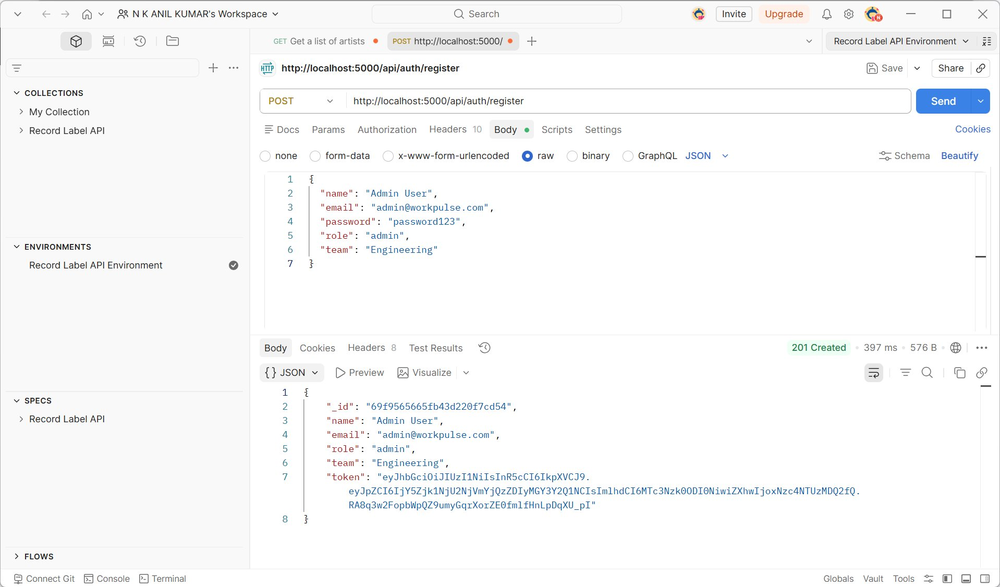 N K ANIL KUMAR's Workspace
Search
Invite
Upgrade
N
GET Get a list of artists
POST http://localhost:5000/
Record Label API Environment
HTTP http://localhost:5000/api/auth/register
Save
Share
COLLECTIONS
My Collection
Record Label API
POST
http://localhost:5000/api/auth/register
Send
Docs
Params
Authorization
Headers 10
Body
Scripts
Settings
Cookies
none
form-data
x-www-form-urlencoded
raw
binary
GraphQL
JSON
Schema
Beautify
1 {
2 "name": "Admin User",
3 "email": "admin@workpulse.com",
4 "password": "password123",
5 "role": "admin",
6 "team": "Engineering"
7 }
ENVIRONMENTS
Record Label API Environment
SPECS
Record Label API
FLOWS
Body
Cookies
Headers 8
Test Results
201 Created
397 ms
576 B
{} JSON
Preview
Visualize
1 {
2 "_id": "69f9565665fb43d220f7cd54",
3 "name": "Admin User",
4 "email": "admin@workpulse.com",
5 "role": "admin",
6 "team": "Engineering",
7 "token": "eyJhbGciOiJIUzI1NiIsInR5cCI6IkpXVCJ9.
eyJpZCI6IjY5Zjk1NjU2NjVmYjQzZDIyMGY3Y2Q1NCIsImlhdCI6MTc3Nzk0ODI0NiwiZXhwIjoxNzc4NTUzMDQ2fQ.
RA8q3w2FopbWpQZ9umyGqrXorZE0fmlfHnLpDqXU_pI"
8 }
Connect Git
Console
Terminal
Globals
Vault
Tools